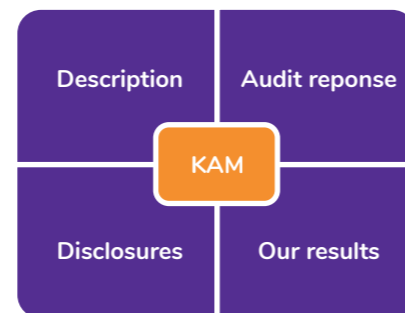 Description
Audit reponse
KAM
Disclosures
Our results